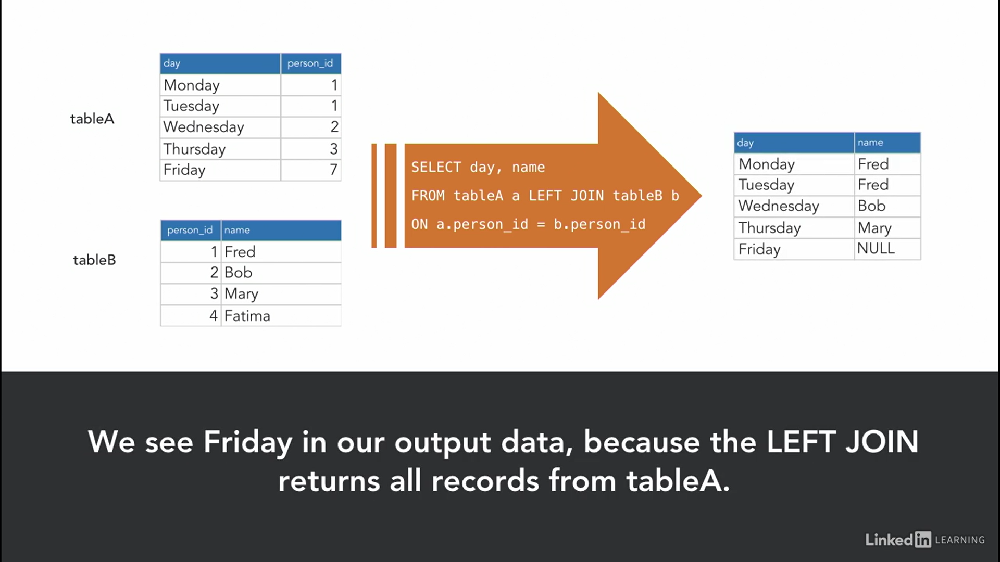 tableA
day person_id
Monday 1
Tuesday 1
Wednesday 2
Thursday 3
Friday 7
tableB
person_id name
1 Fred
2 Bob
3 Mary
4 Fatima
SELECT day, name
FROM tableA a LEFT JOIN tableB b
ON a.person_id = b.person_id
day name
Monday Fred
Tuesday Fred
Wednesday Bob
Thursday Mary
Friday NULL
We see Friday in our output data, because the LEFT JOIN
returns all records from tableA.
Linked in LEARNING